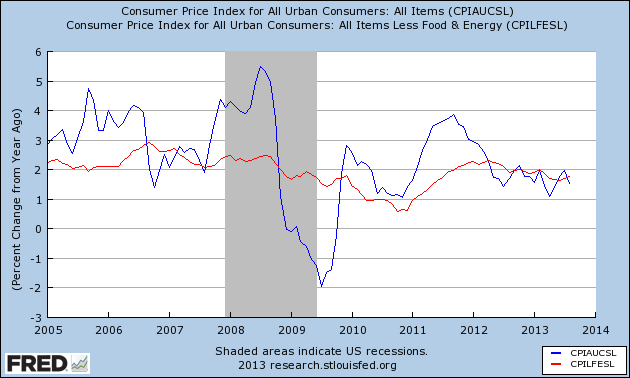 Consumer Price Index for All Urban Consumers: All Items (CPIAUCSL)
Consumer Price Index for All Urban Consumers: All Items Less Food & Energy (CPILFESL)
(Percent Change from Year Ago)
6
5
4
3
2
1
0
-1
-2
-3
2005 2006 2007 2008 2009 2010 2011 2012 2013 2014
Shaded areas indicate US recessions.
2013 research.stlouisfed.org
FRED
CPIAUCSL
CPILFESL